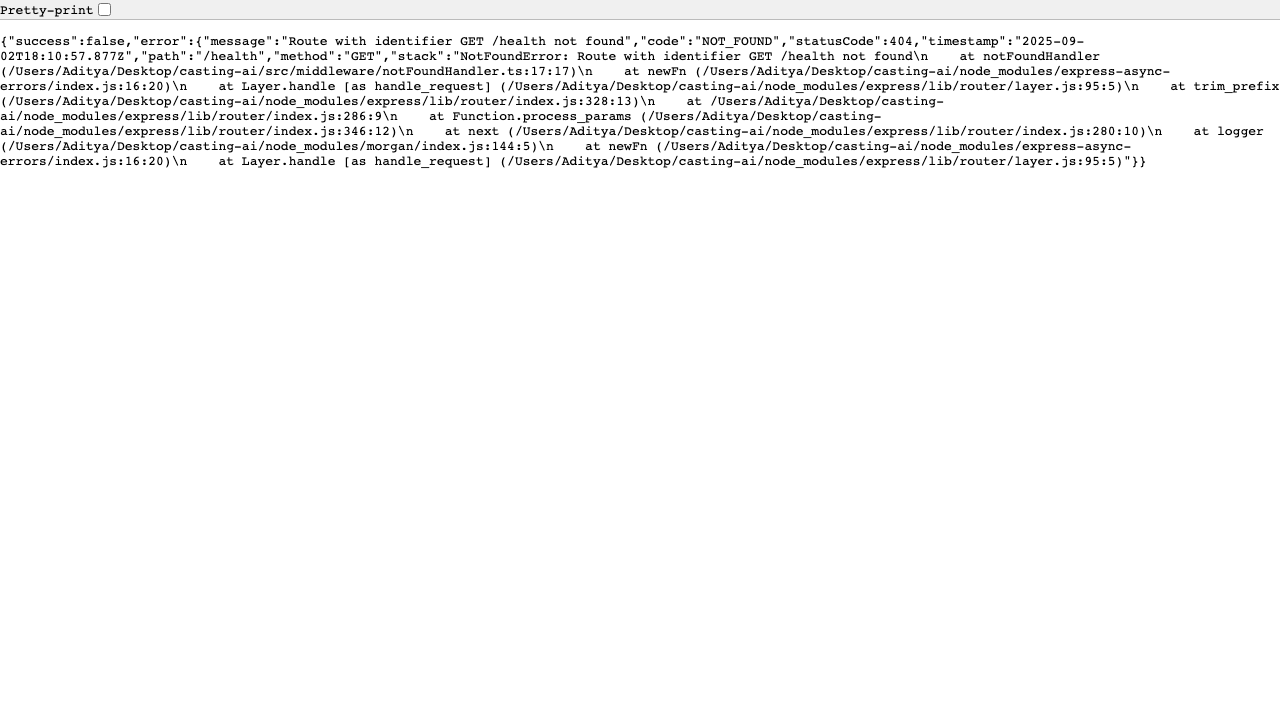 Pretty-print
{"success":false,"error":{"message":"Route with identifier GET /health not found","code":"NOT_FOUND","statusCode":404,"timestamp":"2025-09-
02T18:10:57.877Z","path":"/health","method":"GET","stack":"NotFoundError: Route with identifier GET /health not found\n    at notFoundHandler
(/Users/Aditya/Desktop/casting-ai/src/middleware/notFoundHandler.ts:17:17)\n    at newFn (/Users/Aditya/Desktop/casting-ai/node_modules/express-async-
errors/index.js:16:20)\n    at Layer.handle [as handle_request] (/Users/Aditya/Desktop/casting-ai/node_modules/express/lib/router/layer.js:95:5)\n    at trim_prefix
(/Users/Aditya/Desktop/casting-ai/node_modules/express/lib/router/index.js:328:13)\n    at /Users/Aditya/Desktop/casting-
ai/node_modules/express/lib/router/index.js:286:9\n    at Function.process_params (/Users/Aditya/Desktop/casting-
ai/node_modules/express/lib/router/index.js:346:12)\n    at next (/Users/Aditya/Desktop/casting-ai/node_modules/express/lib/router/index.js:280:10)\n    at logger
(/Users/Aditya/Desktop/casting-ai/node_modules/morgan/index.js:144:5)\n    at newFn (/Users/Aditya/Desktop/casting-ai/node_modules/express-async-
errors/index.js:16:20)\n    at Layer.handle [as handle_request] (/Users/Aditya/Desktop/casting-ai/node_modules/express/lib/router/layer.js:95:5)"}}